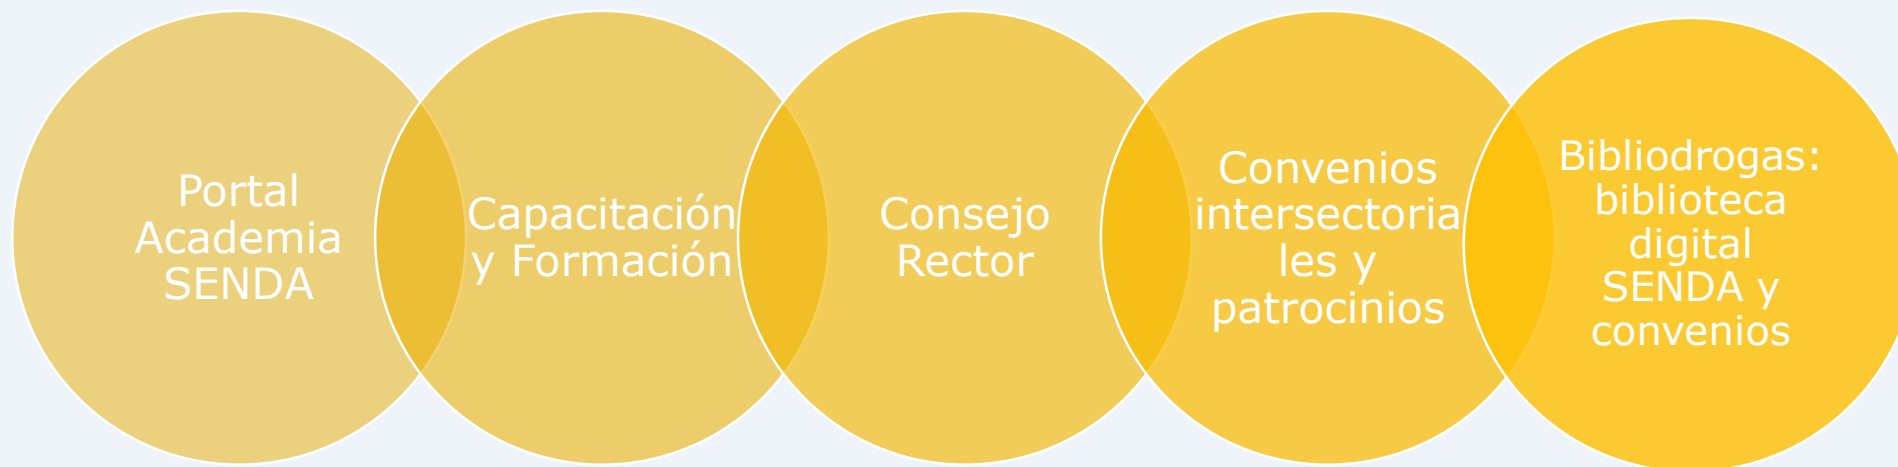 Portal
Academia
SENDA
Capacitación
y Formación
Consejo
Rector
Convenios
intersectoria
les y
patrocinios
Bibliodrogas:
biblioteca
digital
SENDA y
convenios